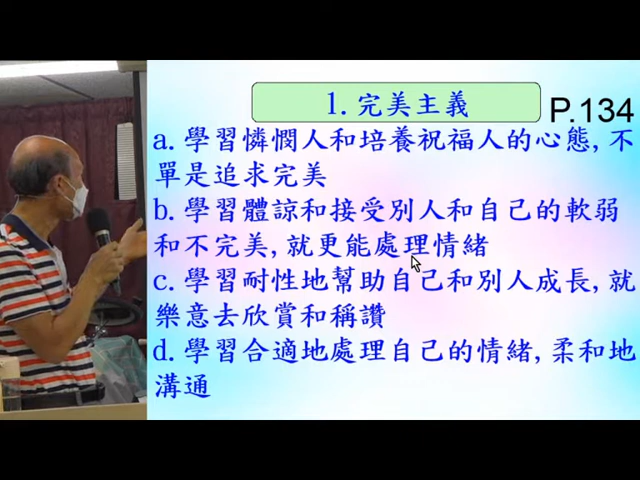 1.完美主義
P.134
a.學習憐憫人和培養祝福人的心態,不
單是追求完美
b.學習體諒和接受別人和自己的軟弱
和不完美,就更能處理情緒
c.學習耐性地幫助自己和別人成長,就
樂意去欣賞和稱讚
d.學習合適地處理自己的情緒,柔和地
溝通